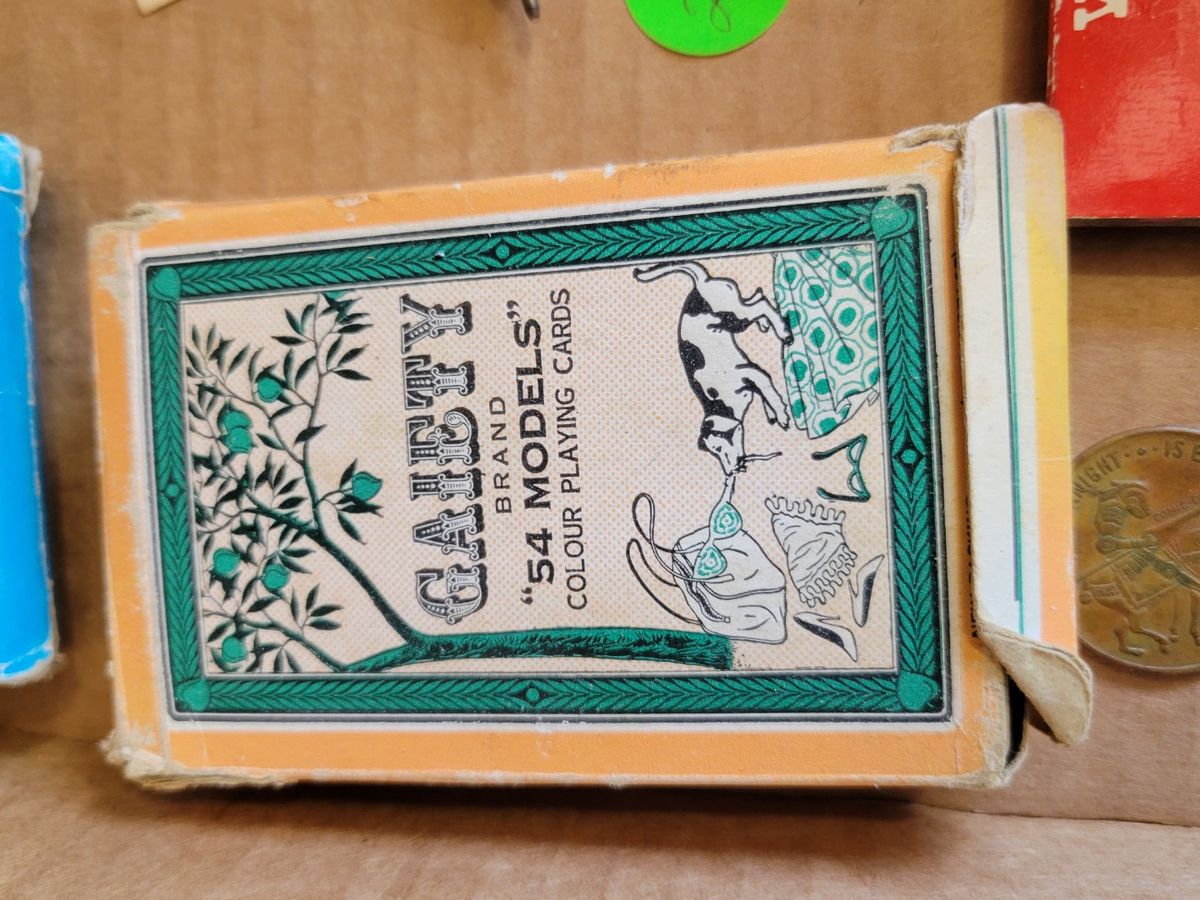 GAIETY
BRAND
"54 MODELS"
COLOUR PLAYING CARDS